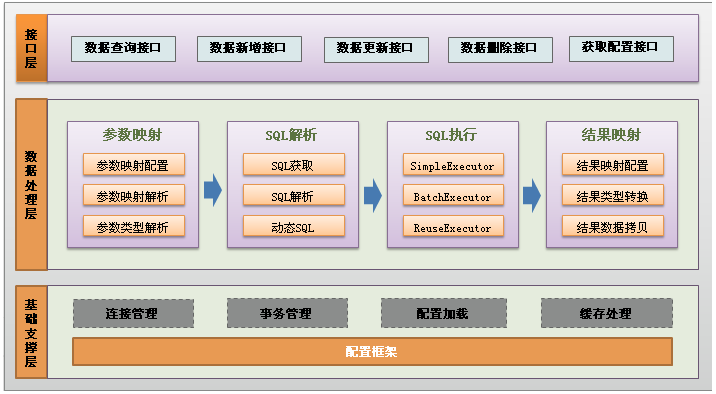 接口层
数据查询接口
数据新增接口
数据更新接口
数据删除接口
获取配置接口
数据处理层
参数映射
参数映射配置
参数映射解析
参数类型解析
SQL解析
SQL获取
SQL解析
动态SQL
SQL执行
SimpleExecutor
BatchExecutor
ReuseExecutor
结果映射
结果映射配置
结果类型转换
结果数据拷贝
基础支撑层
连接管理
事务管理
配置加载
缓存处理
配置框架